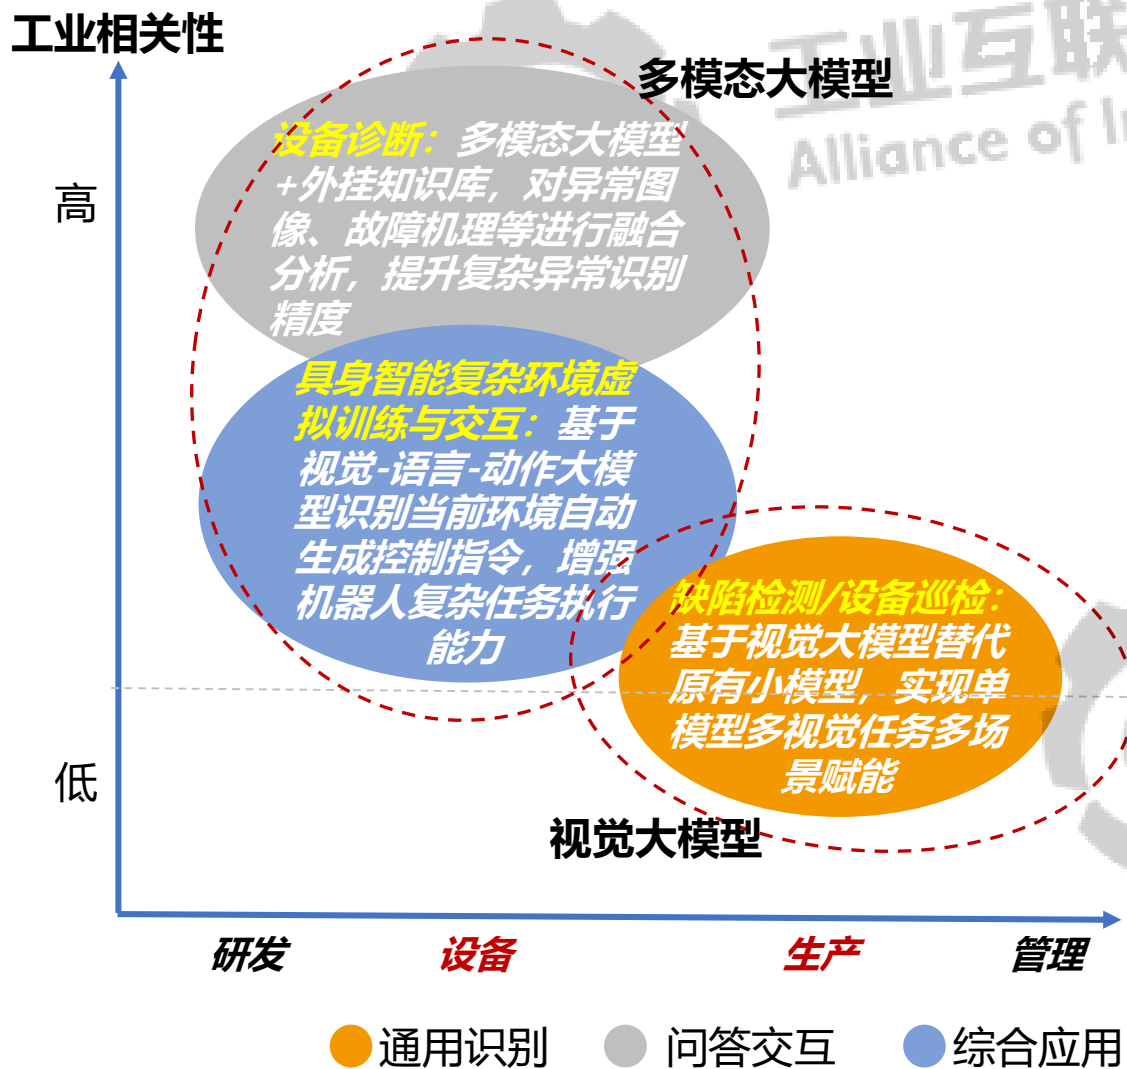 工业相关性
工业互联
Alliance of
多模态大模型
高
设备诊断：多模态大模型
+外挂知识库，对异常图
像、故障机理等进行融合
分析，提升复杂异常识别
精度
具身智能复杂环境虚
拟训练与交互：基于
视觉-语言-动作大模
型识别当前环境自动
生成控制指令，增强
机器人复杂任务执行
能力
缺陷检测/设备巡检：
基于视觉大模型替代
原有小模型，实现单
模型多视觉任务多场
景赋能
低
视觉大模型
研发 设备 生产 管理
通用识别 问答交互 综合应用